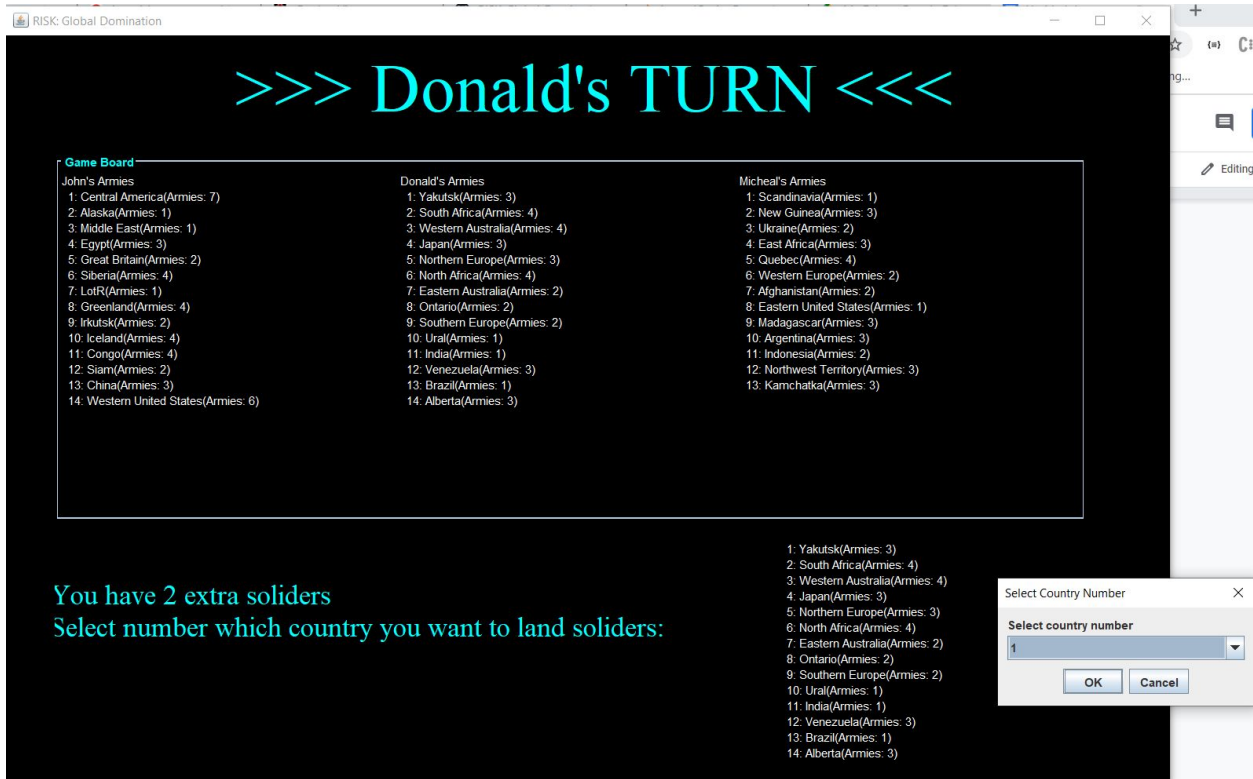 RISK: Global Domination
>>> Donald's TURN <<<
Game Board
John's Armies
1: Central America(Armies: 7)
2: Alaska(Armies: 1)
3: Middle East(Armies: 1)
4: Egypt(Armies: 3)
5: Great Britain(Armies: 2)
6: Siberia(Armies: 4)
7: LotR(Armies: 1)
8: Greenland(Armies: 4)
9: Irkutsk(Armies: 2)
10: Iceland(Armies: 4)
11: Congo(Armies: 4)
12: Siam(Armies: 2)
13: China(Armies: 3)
14: Western United States(Armies: 6)
Donald's Armies
1: Yakutsk(Armies: 3)
2: South Africa(Armies: 4)
3: Western Australia(Armies: 4)
4: Japan(Armies: 3)
5: Northern Europe(Armies: 3)
6: North Africa(Armies: 4)
7: Eastern Australia(Armies: 2)
8: Ontario(Armies: 2)
9: Southern Europe(Armies: 2)
10: Ural(Armies: 1)
11: India(Armies: 1)
12: Venezuela(Armies: 3)
13: Brazil(Armies: 1)
14: Alberta(Armies: 3)
Micheal's Armies
1: Scandinavia(Armies: 1)
2: New Guinea(Armies: 3)
3: Ukraine(Armies: 2)
4: East Africa(Armies: 3)
5: Quebec(Armies: 4)
6: Western Europe(Armies: 2)
7: Afghanistan(Armies: 2)
8: Eastern United States(Armies: 1)
9: Madagascar(Armies: 3)
10: Argentina(Armies: 3)
11: Indonesia(Armies: 2)
12: Northwest Territory(Armies: 3)
13: Kamchatka(Armies: 3)
You have 2 extra soliders
Select number which country you want to land soliders:
1: Yakutsk(Armies: 3)
2: South Africa(Armies: 4)
3: Western Australia(Armies: 4)
4: Japan(Armies: 3)
5: Northern Europe(Armies: 3)
6: North Africa(Armies: 4)
7: Eastern Australia(Armies: 2)
8: Ontario(Armies: 2)
9: Southern Europe(Armies: 2)
10: Ural(Armies: 1)
11: India(Armies: 1)
12: Venezuela(Armies: 3)
13: Brazil(Armies: 1)
14: Alberta(Armies: 3)
Select Country Number
Select country number
1
OK Cancel
ng...
Editing